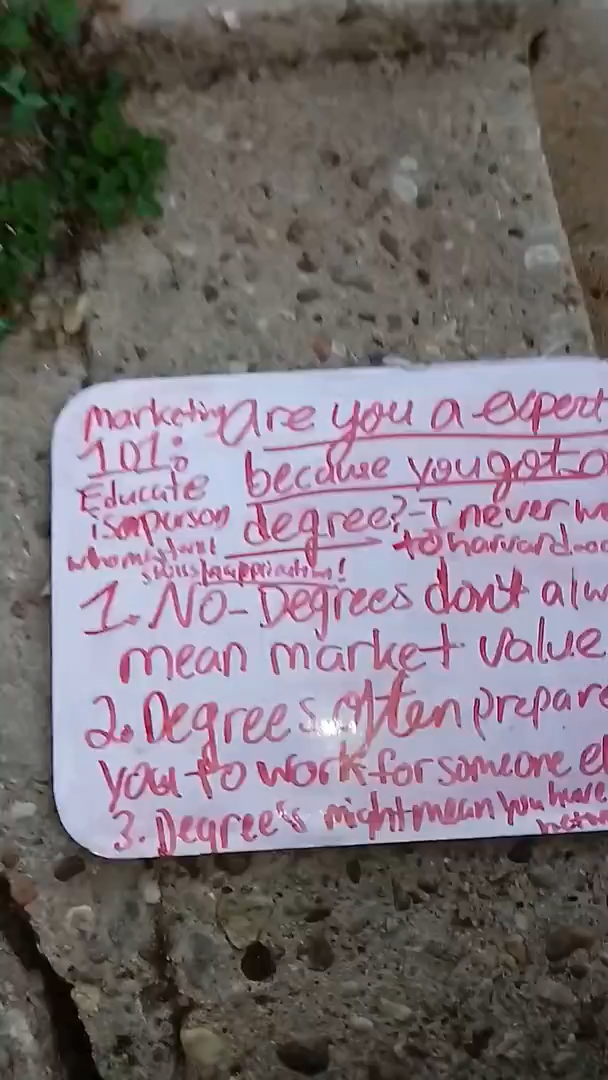 Marketing
101:
Educate
is a person
are you a expert
because you got a
degree?-I never w
to harvard
1. No-Degrees don't alw
mean market value
2. Degrees often prepare
you to work for someone el
3. Degree's might mean you have